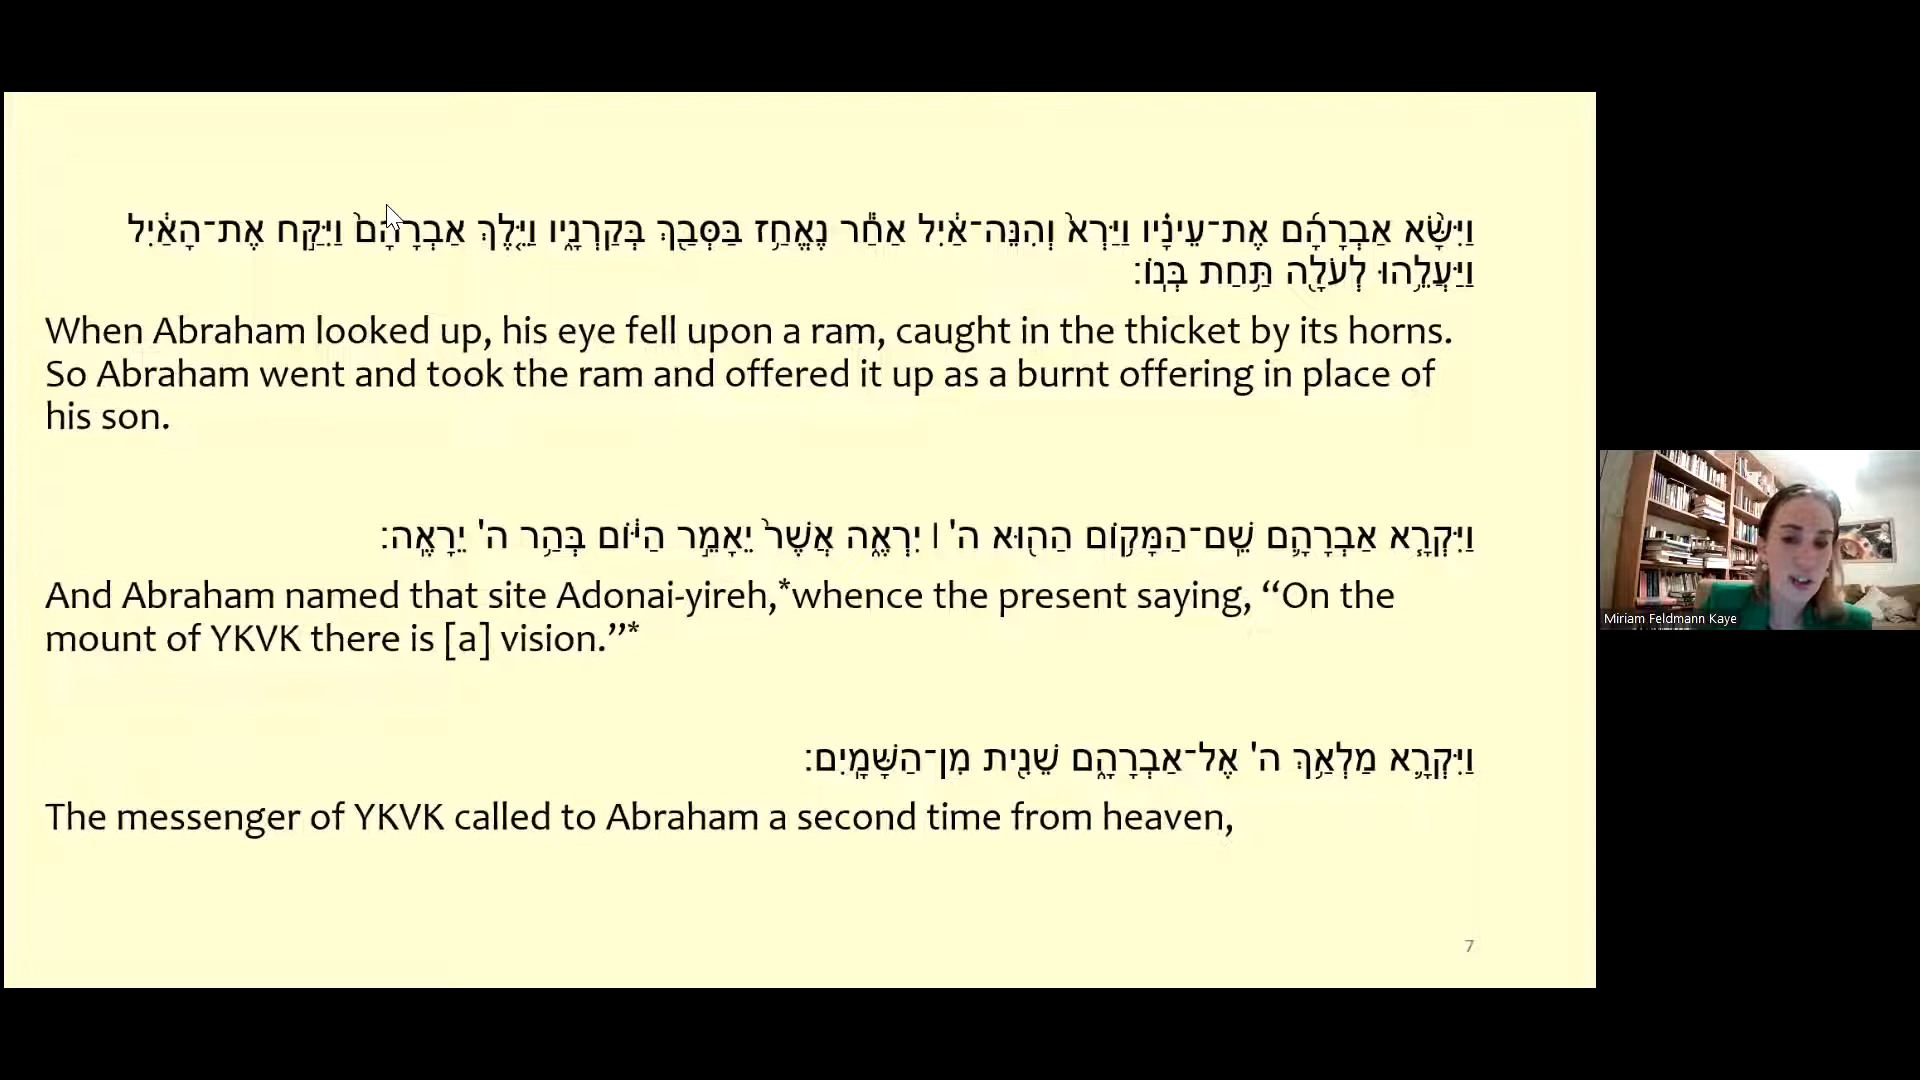 וַיִּשָּׂ֨א אַבְרָהָ֜ם אֶת־עֵינָ֗יו וַיַּרְא֙ וְהִנֵּה־אַ֔יִל אַחַ֕ר נֶאֱחַ֥ז בַּסְּבַ֖ךְ בְּקַרְנָ֑יו וַיֵּ֤לֶךְ אַבְרָהָם֙ וַיִּקַּ֣ח אֶת־הָאַ֔יִל
וַיַּעֲלֵ֥הוּ לְעֹלָ֖ה תַּ֥חַת בְּנֽוֹ׃
When Abraham looked up, his eye fell upon a ram, caught in the thicket by its horns.
So Abraham went and took the ram and offered it up as a burnt offering in place of
his son.
וַיִּקְרָ֧א אַבְרָהָ֛ם שֵֽׁם־הַמָּק֥וֹם הַה֖וּא ה' ׀ יִרְאֶ֑ה אֲשֶׁר֙ יֵאָמֵ֣ר הַיּ֔וֹם בְּהַ֥ר ה' יֵרָאֶֽה׃
And Abraham named that site Adonai-yireh,*whence the present saying, “On the
mount of YKVK there is [a] vision.”*
וַיִּקְרָ֛א מַלְאַ֥ךְ ה' אֶל־אַבְרָהָ֑ם שֵׁנִ֖ית מִן־הַשָּׁמָֽיִם׃
The messenger of YKVK called to Abraham a second time from heaven,
7
Miriam Feldmann Kaye